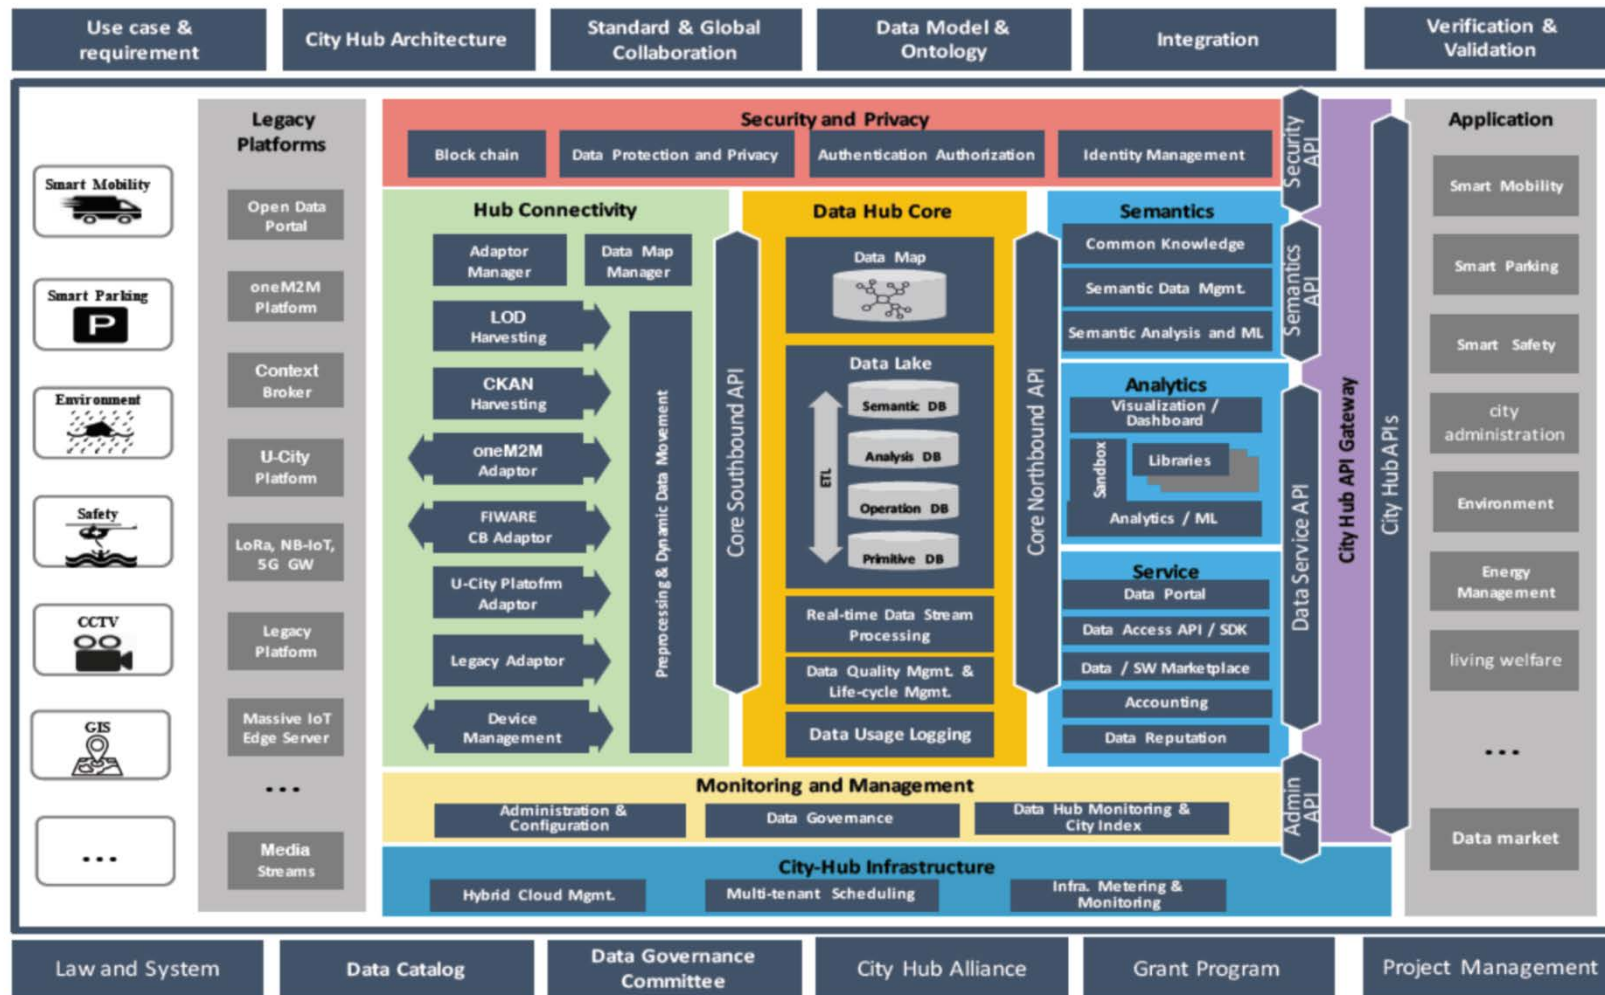 Use case &
requirement
City Hub Architecture
Standard & Global
Collaboration
Data Model &
Ontology
Integration
Verification &
Validation
Smart Mobility
Smart Parking
P
Environment
Safety
CCTV
GIS
...
Legacy
Platforms
Open Data
Portal
oneM2M
Platform
Context
Broker
U-City
Platform
LoRa, NB-IoT,
5G GW
Legacy
Platform
Massive IoT
Edge Server
...
Media
Streams
Security and Privacy
Block chain
Data Protection and Privacy
Authentication Authorization
Identity Management
Security
API
Hub Connectivity
Adaptor
Manager
Data Map
Manager
LOD
Harvesting
CKAN
Harvesting
oneM2M
Adaptor
FIWARE
CB Adaptor
U-City Platofrm
Adaptor
Legacy Adaptor
Device
Management
Preprocessing & Dynamic Data Movement
Core Southbound API
Data Hub Core
Data Map
Data Lake
ETL
Semantic DB
Analysis DB
Operation DB
Primitive DB
Real-time Data Stream
Processing
Data Quality Mgmt. &
Life-cycle Mgmt.
Data Usage Logging
Core Northbound API
Semantics
Common Knowledge
Semantic Data Mgmt.
Semantic Analysis and ML
Semantics
API
Analytics
Visualization /
Dashboard
Sandbox
Libraries
Analytics / ML
Service
Data Portal
Data Access API / SDK
Data / SW Marketplace
Accounting
Data Reputation
Data Service API
City Hub API Gateway
City Hub APIs
Monitoring and Management
Administration &
Configuration
Data Governance
Data Hub Monitoring &
City Index
Admin
API
City-Hub Infrastructure
Hybrid Cloud Mgmt.
Multi-tenant Scheduling
Infra. Metering &
Monitoring
Application
Smart Mobility
Smart Parking
Smart Safety
city
administration
Environment
Energy
Management
living welfare
...
Data market
Law and System
Data Catalog
Data Governance
Committee
City Hub Alliance
Grant Program
Project Management